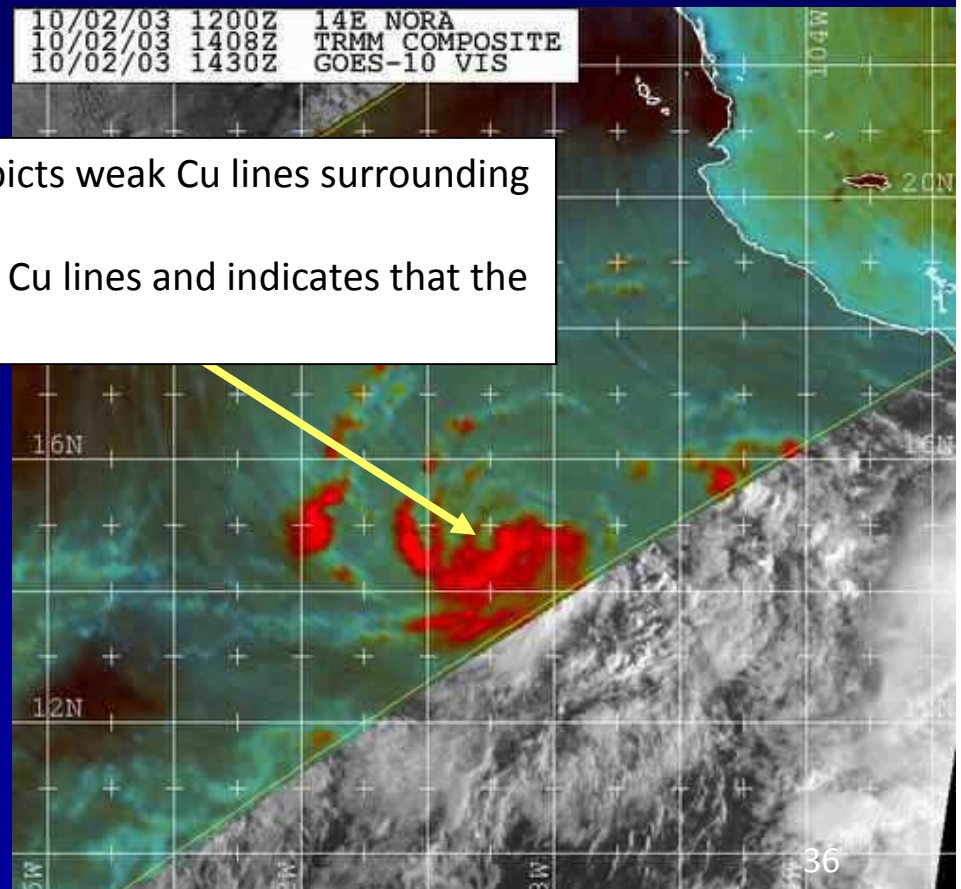 10/02/03 1200Z 14E NORA
10/02/03 1408Z TRMM COMPOSITE
10/02/03 1430Z GOES-10 VIS
104W
picts weak Cu lines surrounding
20N
Cu lines and indicates that the
16N 16N
12N
36